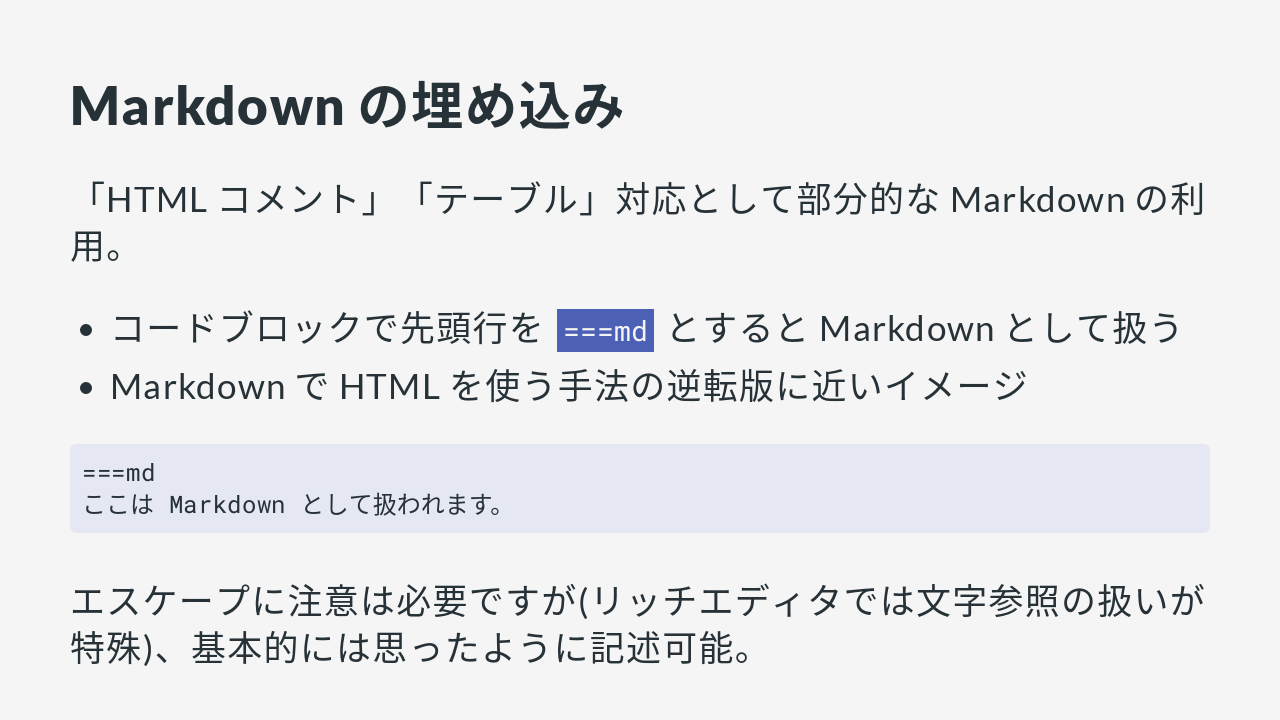 Markdown の埋め込み
「HTML コメント」「テーブル」対応として部分的な Markdown の利
用。
• コードブロックで先頭行を ===md とすると Markdown として扱う
• Markdown で HTML を使う手法の逆転版に近いイメージ
===md
ここは Markdown として扱われます。
エスケープに注意は必要ですが(リッチエディタでは文字参照の扱いが
特殊)、基本的には思ったように記述可能。